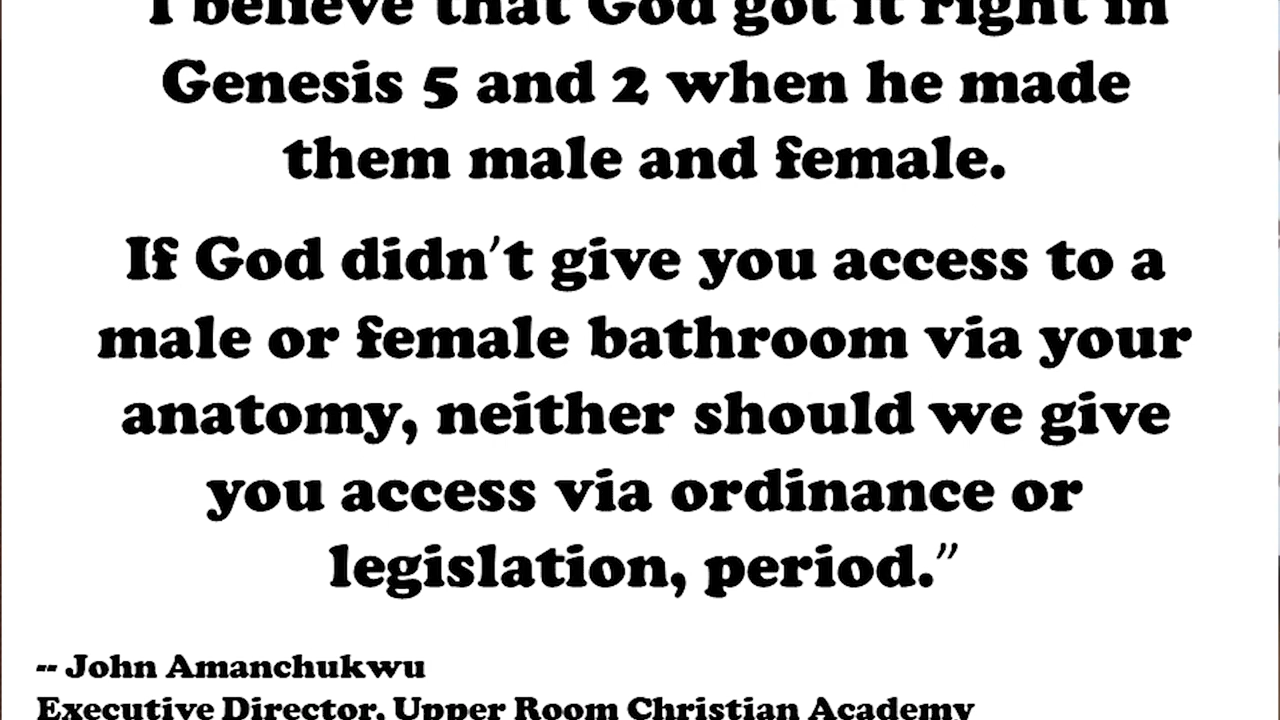 I believe that God got it right in
Genesis 5 and 2 when he made
them male and female.
If God didn't give you access to a
male or female bathroom via your
anatomy, neither should we give
you access via ordinance or
legislation, period.”
-- John Amanchukwu
Executive Director, Upper Room Christian Academy